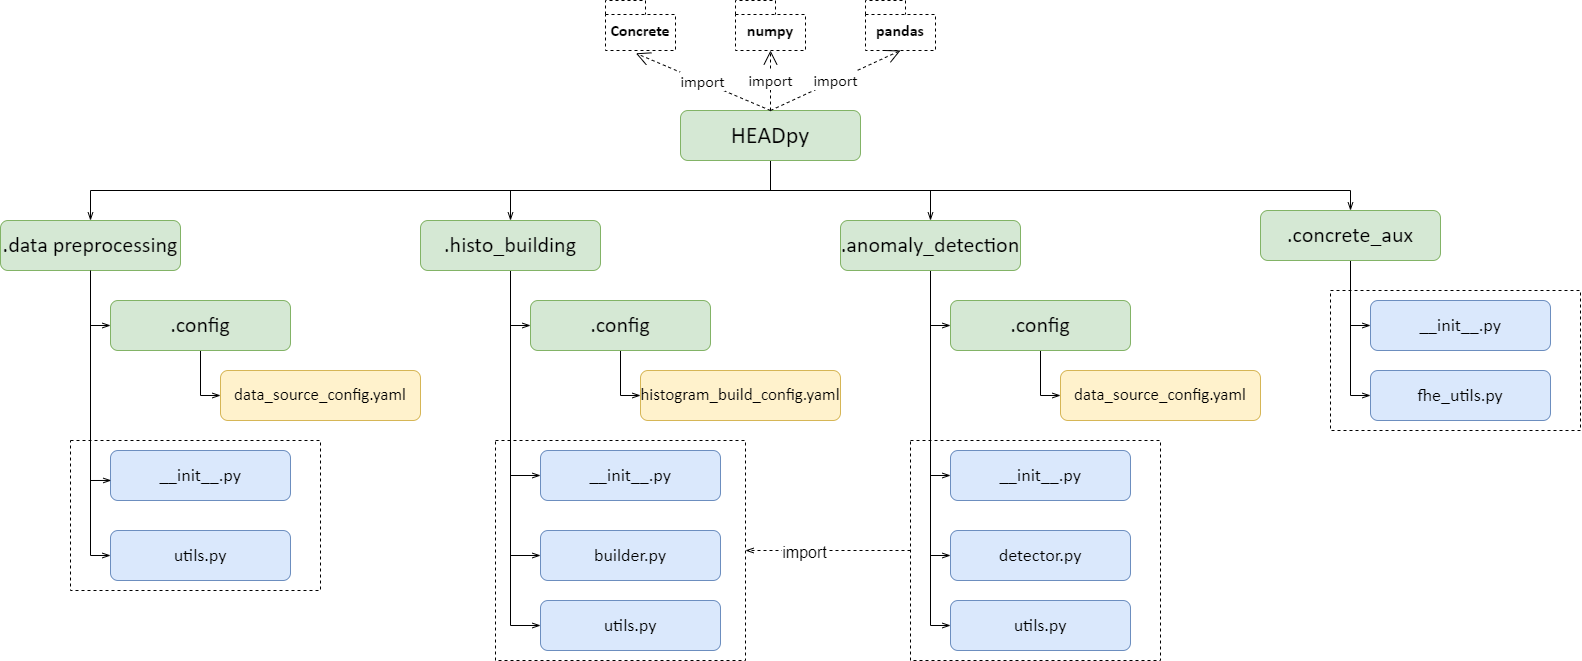 Concrete
numpy
pandas
import
import
import
HEADpy
.data preprocessing
.histo_building
.anomaly_detection
.concrete_aux
.config
.config
.config
__init__.py
data_source_config.yaml
histogram_build_config.yaml
data_source_config.yaml
fhe_utils.py
__init__.py
__init__.py
__init__.py
utils.py
builder.py
import
detector.py
utils.py
utils.py